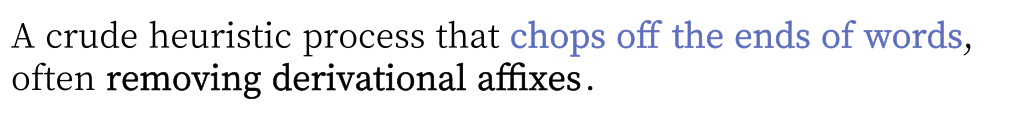 A crude heuristic process that chops off the ends of words,
often removing derivational affixes.